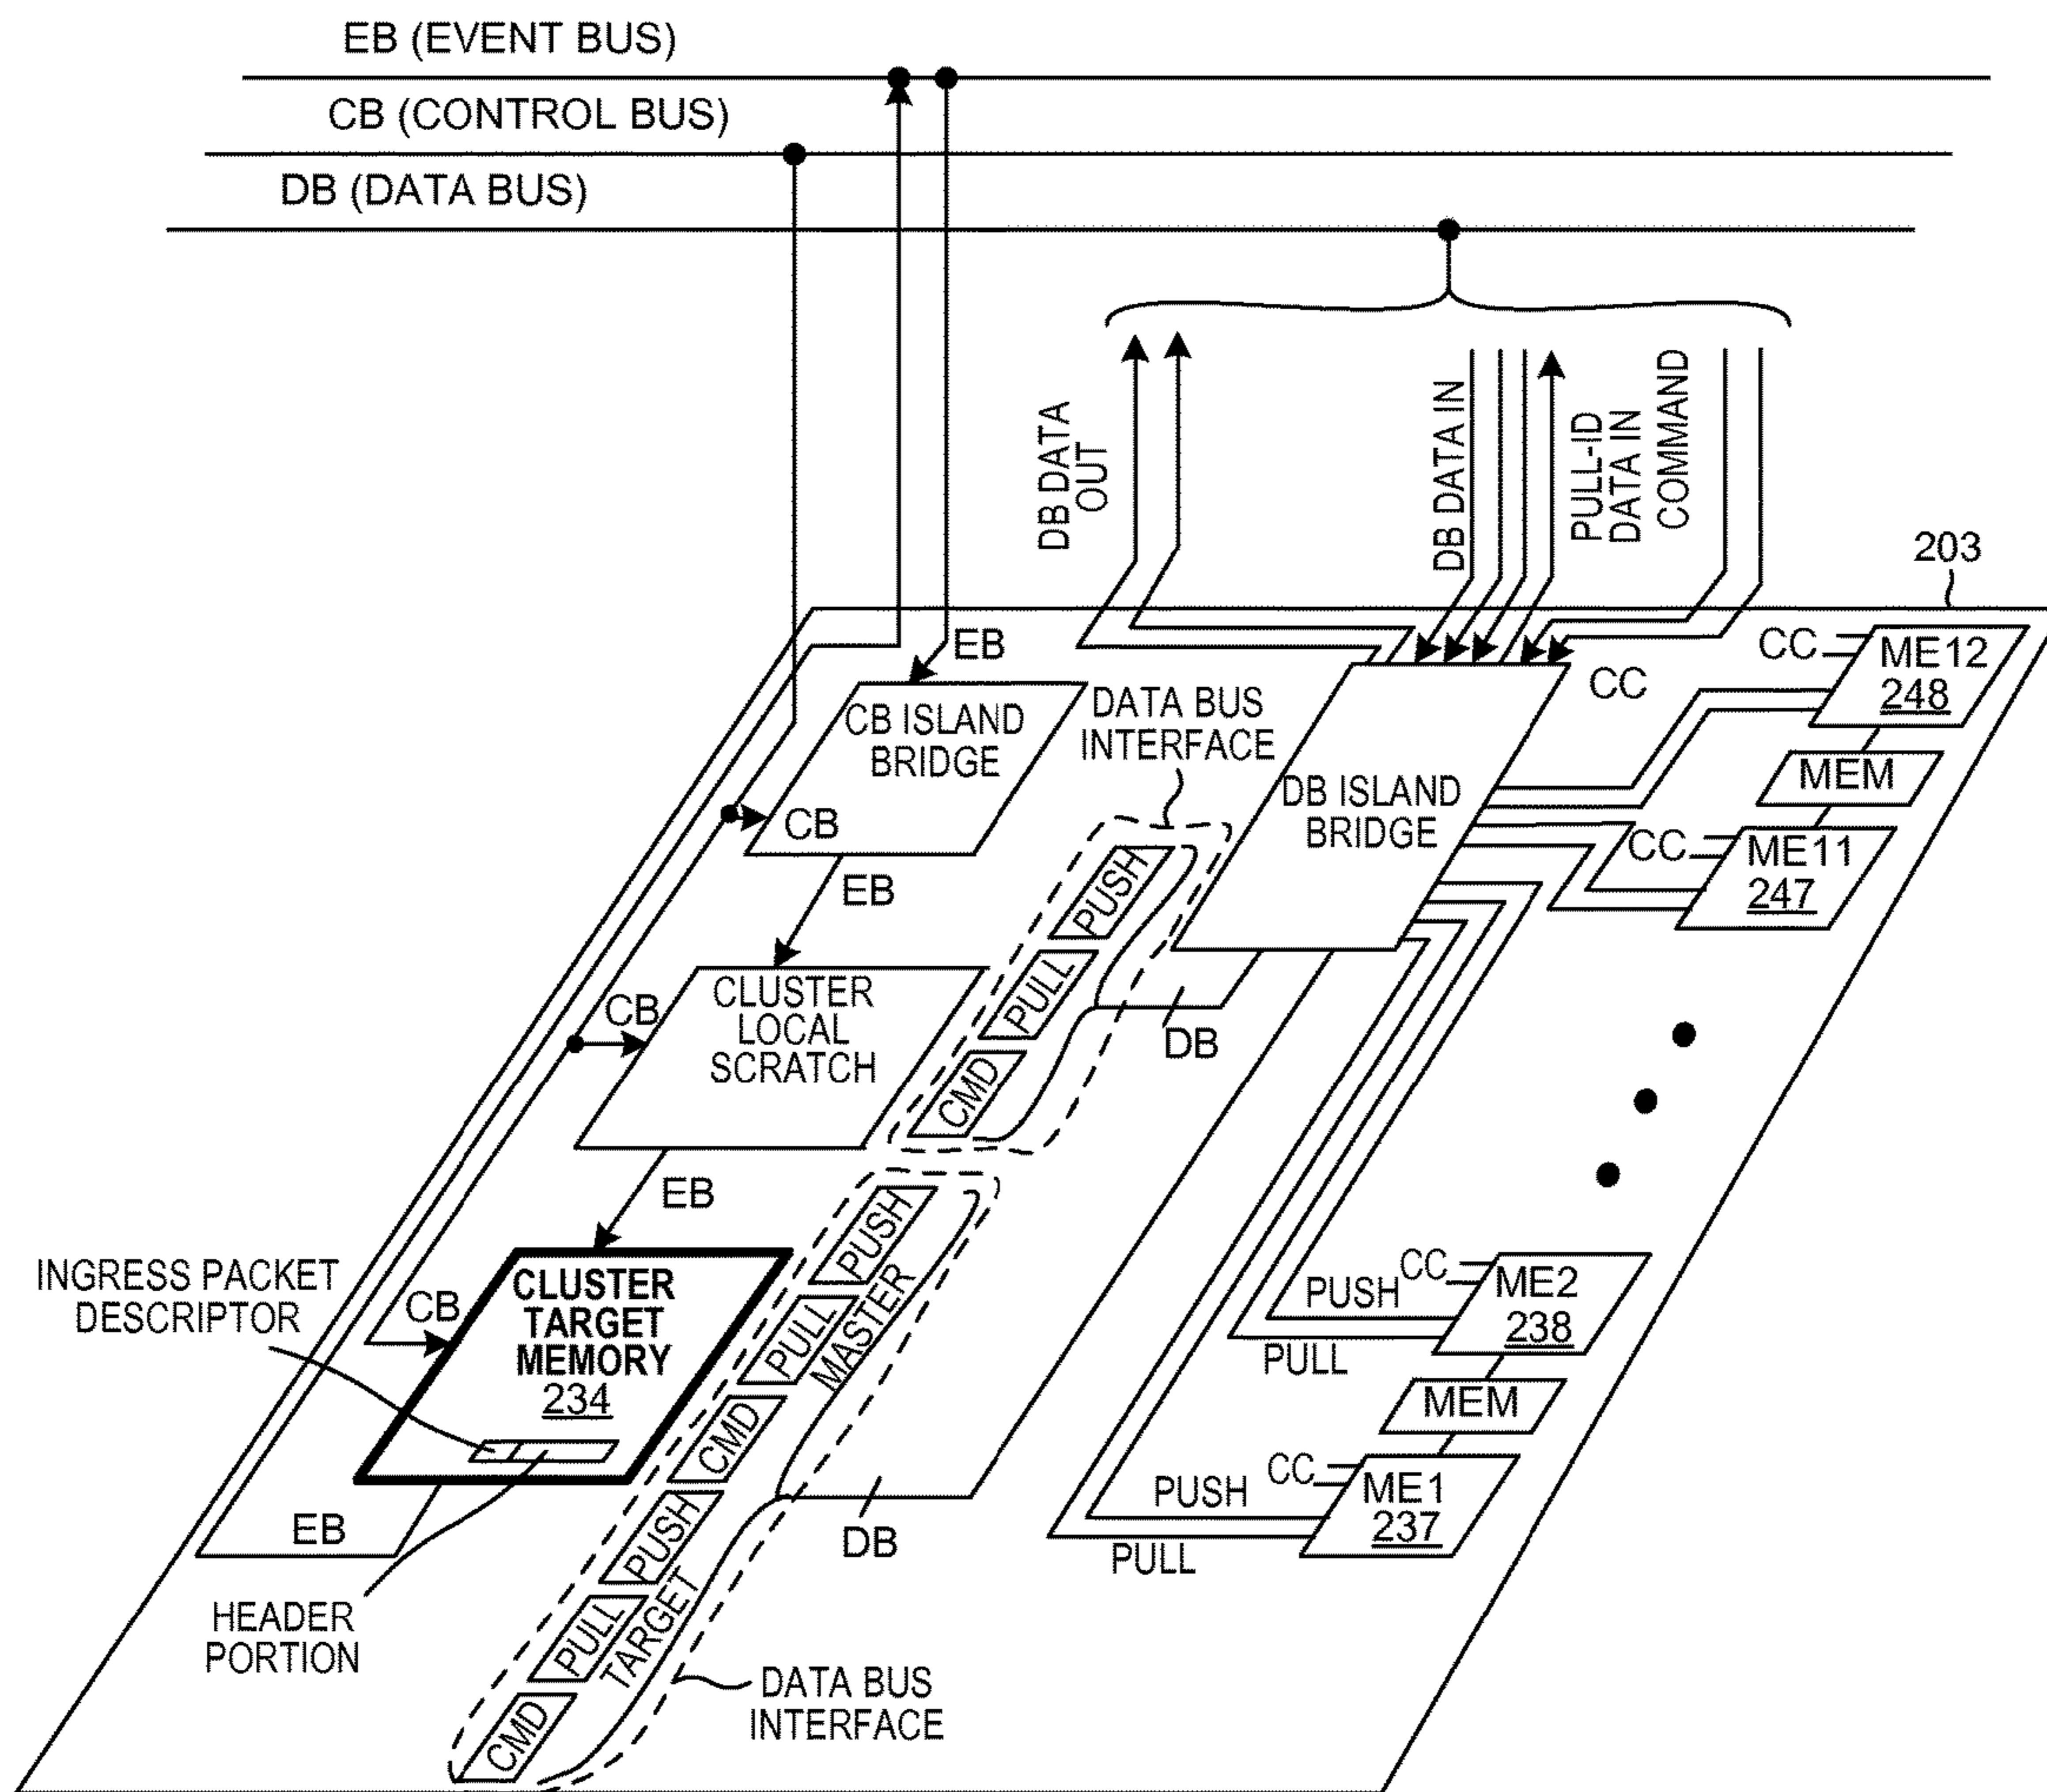 EB (EVENT BUS)
CB (CONTROL BUS)
DB (DATA BUS)
DB DATA
OUT
DB DATA IN
PULL-ID
DATA IN
COMMAND
203
EB
CC
ME12
248
CC
DATA BUS
INTERFACE
CB ISLAND
BRIDGE
MEM
DB ISLAND
BRIDGE
CB
CC
ME11
247
EB
PUSH
PULL
CMD
DB
CLUSTER
LOCAL
SCRATCH
CB
EB
PUSH
PULL
CMD
MASTER
INGRESS PACKET
DESCRIPTOR
CB
CLUSTER
TARGET
MEMORY
234
CC
ME2
238
PUSH
PULL
MEM
CC
ME1
237
PUSH
PULL
DB
EB
PUSH
PULL
CMD
TARGET
HEADER
PORTION
DATA BUS
INTERFACE